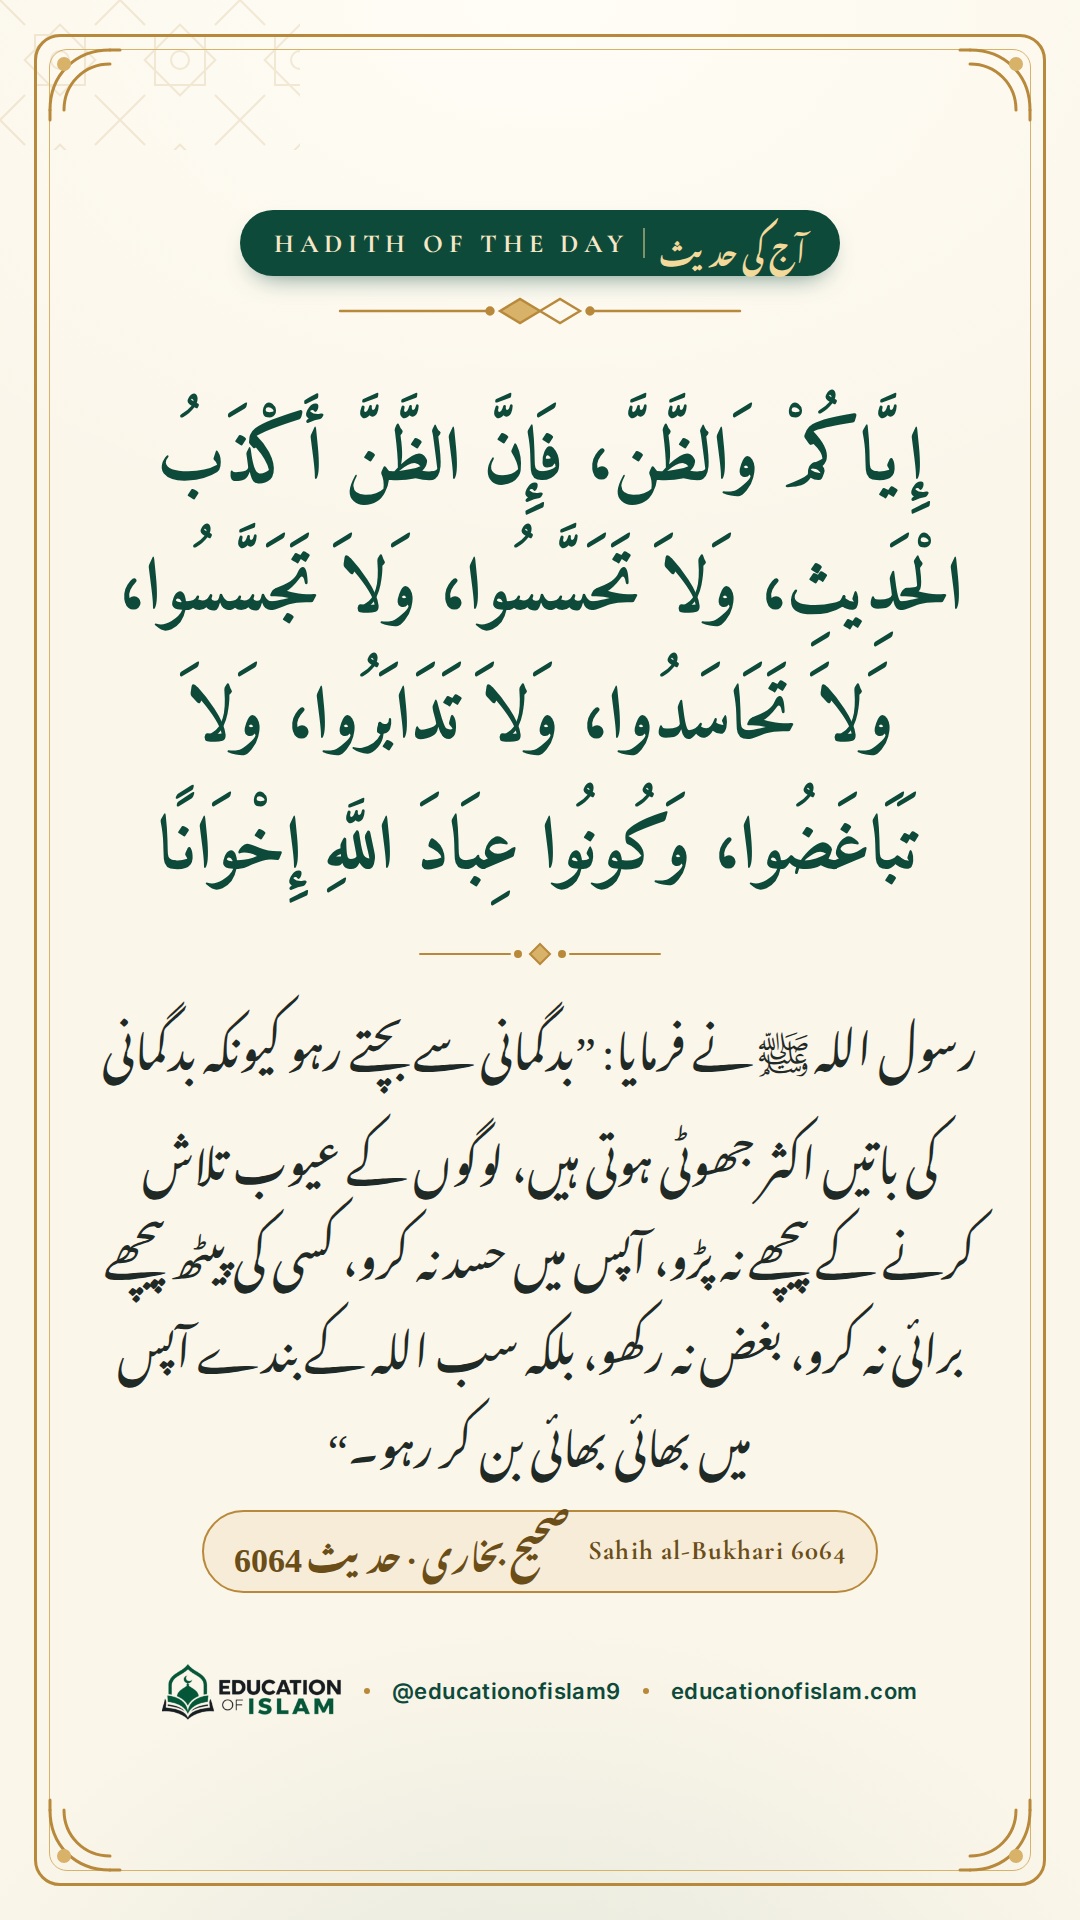 HADITH OF THE DAY | آج کی حدیث
إِيَّاكُمْ وَالظَّنَّ، فَإِنَّ الظَّنَّ أَكْذَبُ
الْحَدِيثِ، وَلاَ تَحَسَّسُوا، وَلاَ تَجَسَّسُوا،
وَلاَ تَحَاسَدُوا، وَلاَ تَدَابَرُوا، وَلاَ
تَبَاغَضُوا، وَكُونُوا عِبَادَ اللَّهِ إِخْوَانًا
رسول اللہ ﷺ نے فرمایا: ”بدگمانی سے بچتے رہو کیونکہ بدگمانی
کی باتیں اکثر جھوٹی ہوتی ہیں، لوگوں کے عیوب تلاش
کرنے کے پیچھے نہ پڑو، آپس میں حسد نہ کرو، کسی کی پیٹھ پیچھے
برائی نہ کرو، بغض نہ رکھو، بلکہ سب اللہ کے بندے آپس
میں بھائی بھائی بن کر رہو۔“
صحیح بخاری · حدیث 6064 Sahih al-Bukhari 6064
EDUCATION OF ISLAM • @educationofislam9 • educationofislam.com